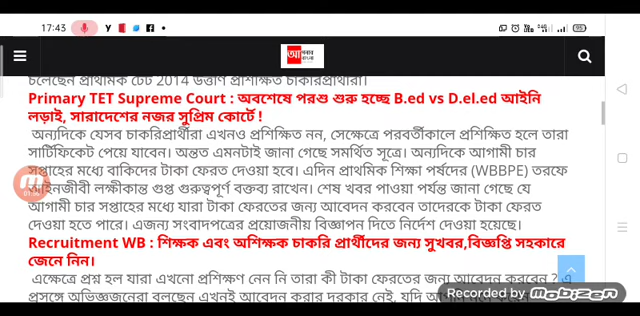 17:43
95
আ
চলেছেন প্রাথমিক টেট 2014 উত্তীর্ণ প্রশিক্ষিত চাকরিপ্রার্থীরা।
Primary TET Supreme Court : অবশেষে পরশু শুরু হচ্ছে B.ed vs D.el.ed আইনি
লড়াই, সারাদেশের নজর সুপ্রিম কোর্টে !
অন্যদিকে যেসব চাকরিপ্রার্থীরা এখনও প্রশিক্ষিত নন, সেক্ষেত্রে পরবর্তীকালে প্রশিক্ষিত হলে তারা
সার্টিফিকেট পেয়ে যাবেন। অন্তত এমনটাই জানা গেছে সমর্থিত সূত্রে। অন্যদিকে আগামী চার
সপ্তাহের মধ্যে বাকিদের টাকা ফেরত দেওয়া হবে। এদিন প্রাথমিক শিক্ষা পর্ষদের (WBBPE) তরফে
আইনজীবী লক্ষীকান্ত গুপ্ত গুরুত্বপূর্ণ বক্তব্য রাখেন। শেষ খবর পাওয়া পর্যন্ত জানা গেছে যে
আগামী চার সপ্তাহের মধ্যে যারা টাকা ফেরতের জন্য আবেদন করবেন তাদেরকে টাকা ফেরত
দেওয়া হতে পারে। এজন্য সংবাদপত্রের প্রয়োজনীয় বিজ্ঞাপন দিতে নির্দেশ দেওয়া হয়েছে।
Recruitment WB : শিক্ষক এবং অশিক্ষক চাকরি প্রার্থীদের জন্য সুখবর,বিজ্ঞপ্তি সহকারে
জেনে নিন।
এক্ষেত্রে প্রশ্ন হল যারা এখনো প্রশিক্ষণ নেন নি তারা কী টাকা ফেরতের জন্য আবেদন করবেন ? এ
প্রসঙ্গে অভিজ্ঞজনেরা বলছেন এখনই আবেদন করার দরকার নেই, যদি
Recorded by Mobizen